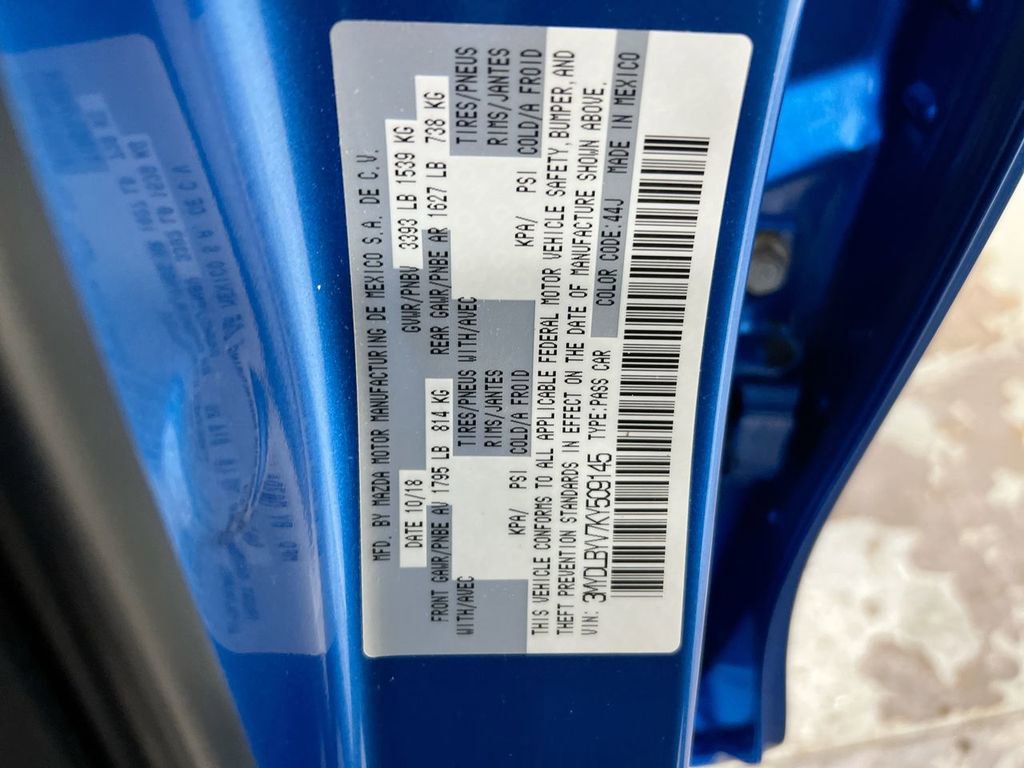 MFD. BY MAZDA MOTOR MANUFACTURING DE MEXICO S.A. DE C.V.
DATE 10/18 GVWR/PNBV 3393 LB 1539 KG
FRONT GAWR/PNBE AV 1795 LB 814 KG REAR GAWR/PNBE AR 1627 LB 738 KG
WITH/AVEC TIRES/PNEUS WITH/AVEC TIRES/PNEUS
RIMS/JANTES RIMS/JANTES
KPA/ PSI COLD/A FROID KPA/ PSI COLD/A FROID
THIS VEHICLE CONFORMS TO ALL APPLICABLE FEDERAL MOTOR VEHICLE SAFETY, BUMPER, AND
THEFT PREVENTION STANDARDS IN EFFECT ON THE DATE OF MANUFACTURE SHOWN ABOVE.
VIN: 3MYDLBYV7KY509145 TYPE:PASS CAR COLOR CODE:44J MADE IN MEXICO